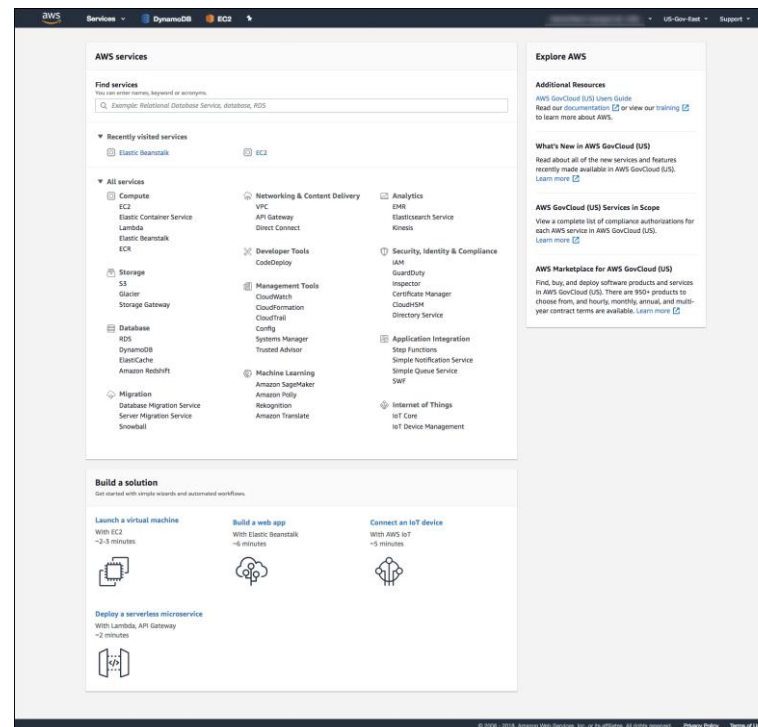 aws
Services
DynamoDB
EC2
US-Gov-East
Support
AWS services
Find services
You can enter names, keyword or acronyms.
Example: Relational Database Service, database, RDS
Recently visited services
Elastic Beanstalk
EC2
All services
Compute
EC2
Elastic Container Service
Lambda
Elastic Beanstalk
ECR
Storage
S3
Glacier
Storage Gateway
Database
RDS
DynamoDB
ElastiCache
Amazon Redshift
Migration
Database Migration Service
Server Migration Service
Snowball
Networking & Content Delivery
VPC
API Gateway
Direct Connect
Developer Tools
CodeDeploy
Management Tools
CloudWatch
CloudFormation
CloudTrail
Config
Systems Manager
Trusted Advisor
Machine Learning
Amazon SageMaker
Amazon Polly
Rekognition
Amazon Translate
Analytics
EMR
Elasticsearch Service
Kinesis
Security, Identity & Compliance
IAM
GuardDuty
Inspector
Certificate Manager
CloudHSM
Directory Service
Application Integration
Step Functions
Simple Notification Service
Simple Queue Service
SWF
Internet of Things
IoT Core
IoT Device Management
Build a solution
Get started with simple wizards and automated workflows.
Launch a virtual machine
With EC2
~2-3 minutes
Build a web app
With Elastic Beanstalk
~6 minutes
Connect an IoT device
With AWS IoT
~5 minutes
Deploy a serverless microservice
With Lambda, API Gateway
~2 minutes
Explore AWS
Additional Resources
AWS GovCloud (US) Users Guide
Read our documentation or view our training
to learn more about AWS.
What's New in AWS GovCloud (US)
Read about all of the new services and features
recently made available in AWS GovCloud (US).
Learn more
AWS GovCloud (US) Services in Scope
View a complete list of compliance authorizations for
each AWS service in AWS GovCloud (US).
Learn more
AWS Marketplace for AWS GovCloud (US)
Find, buy, and deploy software products and services
in AWS GovCloud (US). There are 950+ products to
choose from, and hourly, monthly, annual, and multi-
year contract terms are available. Learn more
© 2008 - 2018, Amazon Web Services, Inc. or its affiliates. All rights reserved.
Privacy Policy
Terms of U